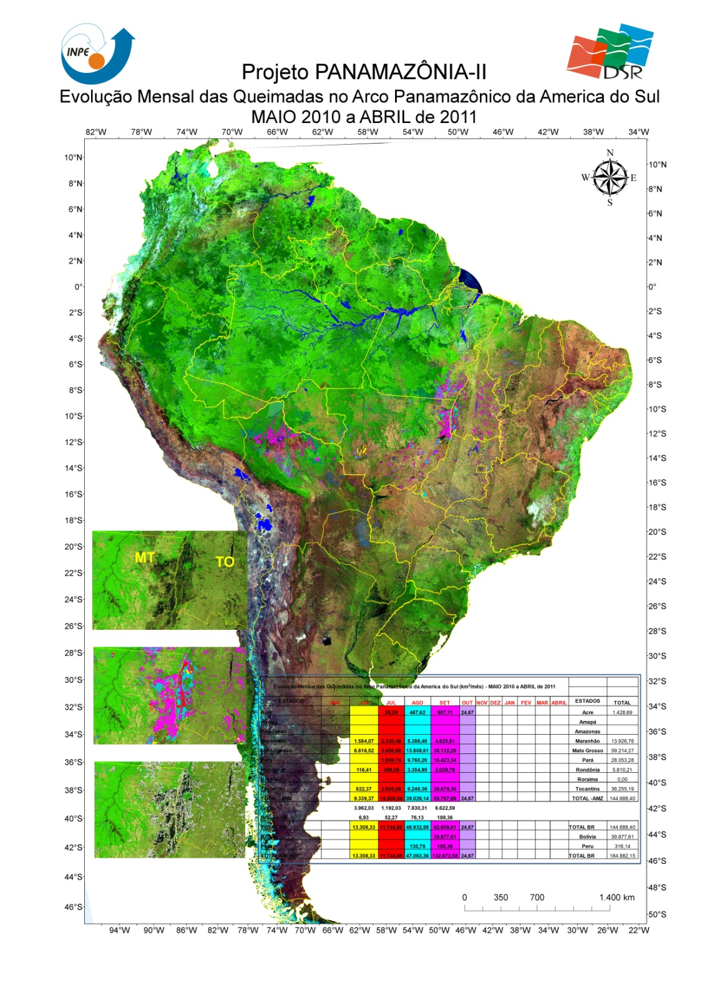 INPE
DSR
Projeto PANAMAZÔNIA-II
Evolução Mensal das Queimadas no Arco Panamazônico da America do Sul
MAIO 2010 a ABRIL de 2011
82°W 78°W 74°W 70°W 66°W 62°W 58°W 54°W 50°W 46°W 42°W 38°W 34°W
N
W E
S
10°N 10°N
8°N 8°N
6°N 6°N
4°N 4°N
2°N 2°N
0° 0°
2°S 2°S
4°S 4°S
6°S 6°S
8°S 8°S
10°S 10°S
12°S 12°S
14°S 14°S
16°S 16°S
18°S 18°S
20°S 20°S
MT TO
22°S 22°S
24°S 24°S
26°S 26°S
28°S 28°S
30°S 30°S
32°S 32°S
34°S 34°S
36°S 36°S
38°S 38°S
40°S 40°S
42°S 42°S
44°S 44°S
46°S 46°S
48°S
50°S
Evolução Mensal das Queimadas no Arco Panamazônico da America do Sul (km²/mês) - MAIO 2010 a ABRIL de 2011
ESTADOS MAI JUN JUL AGO SET OUT NOV DEZ JAN FEV MAR ABRIL ESTADOS TOTAL
Acre 29,29 467,62 907,11 24,67 Acre 1.428,69
Amapá Amapá
Amazonas Amazonas
Maranhão 1.584,07 2.330,48 5.386,40 4.625,81 Maranhão 13.926,76
Mato Grosso 6.816,52 3.456,88 13.808,61 35.132,26 Mato Grosso 59.214,27
Pará 1.869,74 9.760,20 16.423,34 Pará 28.053,28
Rondônia 116,41 309,09 3.354,95 2.029,76 Rondônia 5.810,21
Roraima Roraima 0,00
Tocantins 822,37 2.505,08 6.248,36 26.679,38 Tocantins 36.255,19
TOTAL -AMZ 9.339,37 10.500,56 39.026,14 85.797,66 24,67 TOTAL -AMZ 144.688,40
3.962,03 1.192,03 7.830,31 6.622,59
6,93 52,27 76,13 189,36
TOTAL BR 13.308,33 11.744,86 46.932,58 92.609,61 24,67 TOTAL BR 144.688,40
Bolivia 39.877,61 Bolivia 39.877,61
Peru 130,78 185,36 Peru 316,14
13.308,33 11.744,86 47.063,36 132.672,58 24,67 TOTAL BR 184.882,15
0 350 700 1.400 km
94°W 90°W 86°W 82°W 78°W 74°W 70°W 66°W 62°W 58°W 54°W 50°W 46°W 42°W 38°W 34°W 30°W 26°W 22°W